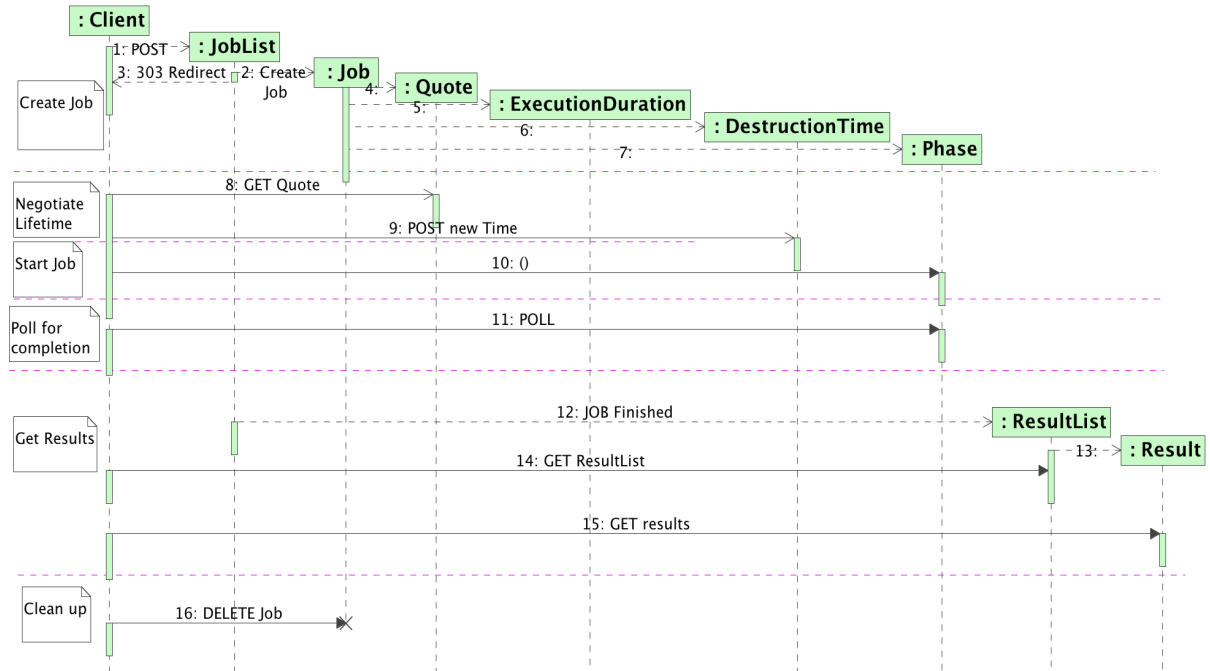 : Client
1: POST
: JobList
3: 303 Redirect
2: Create
Job
: Job
4:
: Quote
5:
: ExecutionDuration
6:
: DestructionTime
7:
: Phase
Create Job
8: GET Quote
Negotiate
Lifetime
9: POST new Time
Start Job
10: ()
Poll for
completion
11: POLL
12: JOB Finished
: ResultList
Get Results
13:
: Result
14: GET ResultList
15: GET results
Clean up
16: DELETE Job